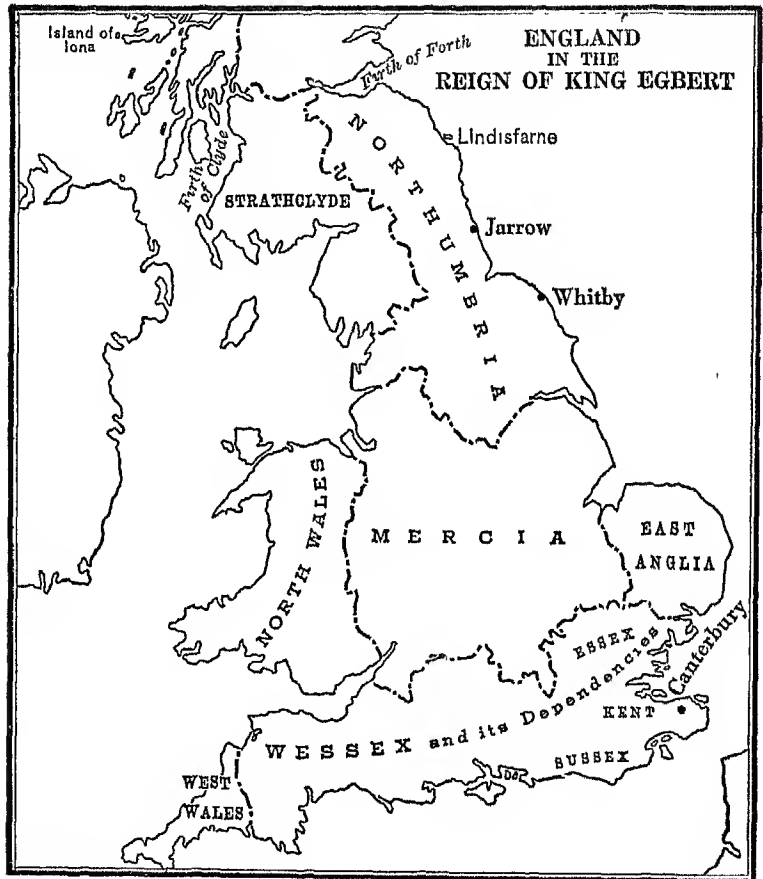 ENGLAND
IN THE
REIGN OF KING EGBERT
Island of
Iona
Firth of Forth
Lindisfarne
NORTHUMBRIA
Firth
of Clyde
STRATHCLYDE
Jarrow
Whitby
NORTH WALES
MERCIA
EAST
ANGLIA
ESSEX
Canterbury
WESSEX and its Dependencies
KENT
SUSSEX
WEST
WALES